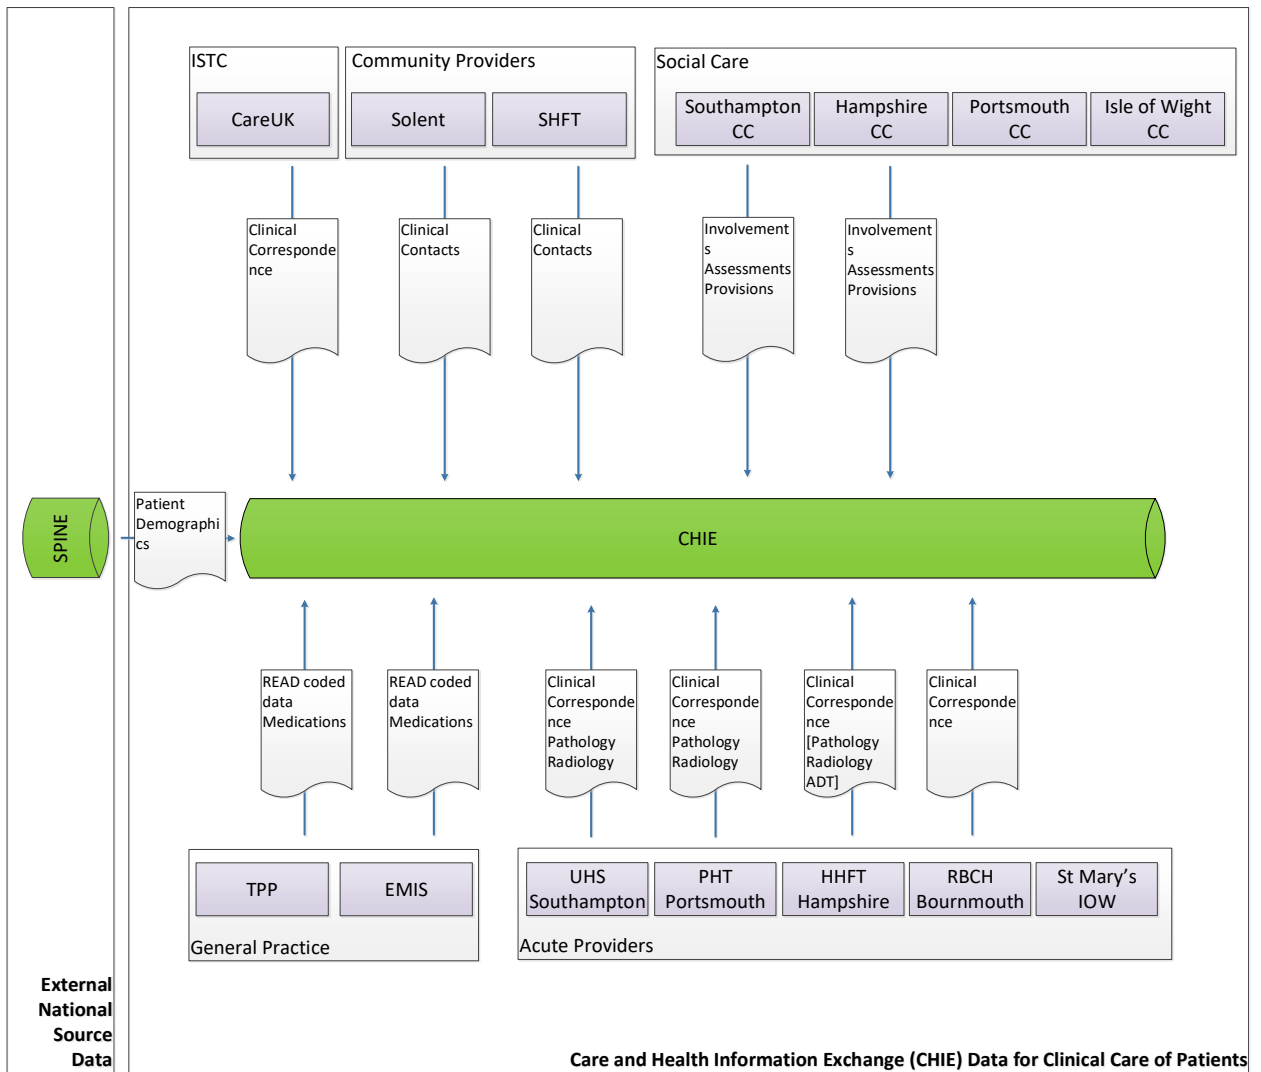 ISTC
Community Providers
Social Care
CareUK
Solent
SHFT
Southampton
CC
Hampshire
CC
Portsmouth
CC
Isle of Wight
CC
Clinical
Corresponde
nce
Clinical
Contacts
Clinical
Contacts
Involvement
s
Assessments
Provisions
Involvement
s
Assessments
Provisions
SPINE
Patient
Demographi
cs
CHIE
READ coded
data
Medications
READ coded
data
Medications
Clinical
Corresponde
nce
Pathology
Radiology
Clinical
Corresponde
nce
Pathology
Radiology
Clinical
Corresponde
nce
[Pathology
Radiology
ADT]
Clinical
Corresponde
nce
TPP
EMIS
General Practice
UHS
Southampton
PHT
Portsmouth
HHFT
Hampshire
RBCH
Bournmouth
St Mary’s
IOW
Acute Providers
External
National
Source
Data
Care and Health Information Exchange (CHIE) Data for Clinical Care of Patients